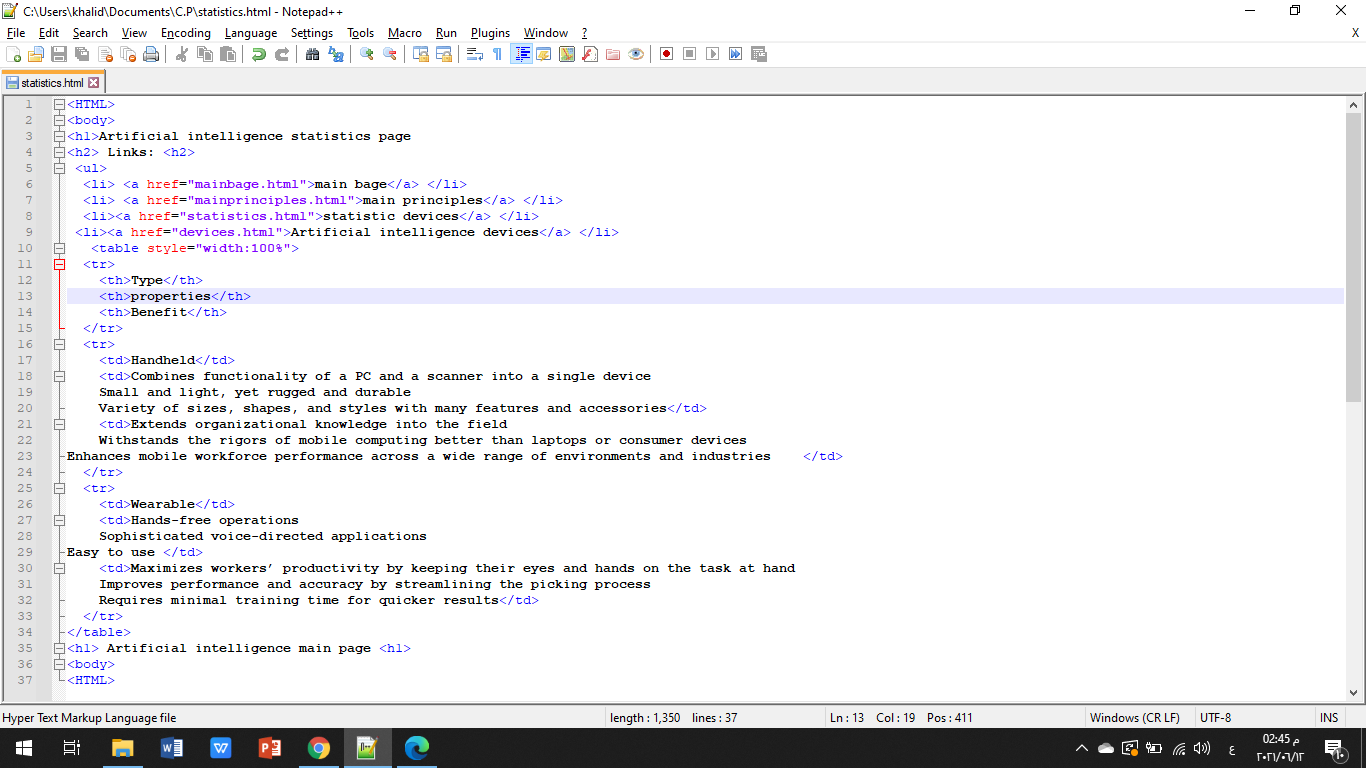 C:\Users\khalid\Documents\C.P\statistics.html - Notepad++
File Edit Search View Encoding Language Settings Tools Macro Run Plugins Window ? X
statistics.html
1 <HTML>
2 <body>
3 <h1>Artificial intelligence statistics page
4 <h2> Links: <h2>
5 <ul>
6 <li> <a href="mainbage.html">main bage</a> </li>
7 <li> <a href="mainprinciples.html">main principles</a> </li>
8 <li><a href="statistics.html">statistic devices</a> </li>
9 <li><a href="devices.html">Artificial intelligence devices</a> </li>
10 <table style="width:100%">
11 <tr>
12 <th>Type</th>
13 <th>properties</th>
14 <th>Benefit</th>
15 </tr>
16 <tr>
17 <td>Handheld</td>
18 <td>Combines functionality of a PC and a scanner into a single device
19 Small and light, yet rugged and durable
20 Variety of sizes, shapes, and styles with many features and accessories</td>
21 <td>Extends organizational knowledge into the field
22 Withstands the rigors of mobile computing better than laptops or consumer devices
23 Enhances mobile workforce performance across a wide range of environments and industries </td>
24 </tr>
25 <tr>
26 <td>Wearable</td>
27 <td>Hands-free operations
28 Sophisticated voice-directed applications
29 Easy to use </td>
30 <td>Maximizes workers’ productivity by keeping their eyes and hands on the task at hand
31 Improves performance and accuracy by streamlining the picking process
32 Requires minimal training time for quicker results</td>
33 </tr>
34 </table>
35 <h1> Artificial intelligence main page <h1>
36 <body>
37 <HTML>
Hyper Text Markup Language file length : 1,350 lines : 37 Ln : 13 Col : 19 Pos : 411 Windows (CR LF) UTF-8 INS
ع 02:45 م
٢٠٢١/٠٦/١٢